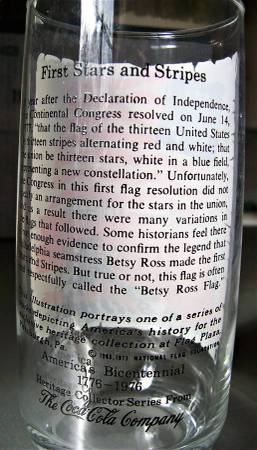 First Stars and Stripes
year after the Declaration of Independence,
Continental Congress resolved on June 14,
"that the flag of the thirteen United States
thirteen stripes alternating red and white; that
union be thirteen stars, white in a blue field,
representing a new constellation." Unfortunately,
Congress in this first flag resolution did not
an arrangement for the stars in the union,
as a result there were many variations in
flags that followed. Some historians feel there
enough evidence to confirm the legend that
Philadelphia seamstress Betsy Ross made the first
Stars and Stripes. But true or not, this flag is often
respectfully called the "Betsy Ross Flag."
illustration portrays one of a series of
depicting America's history for the
heritage collection at Flag Plaza,
Pa.
© NATIONAL FLAG FOUNDATION
America's Bicentennial
1776-1976
Heritage Collector Series From
The Coca-Cola Company